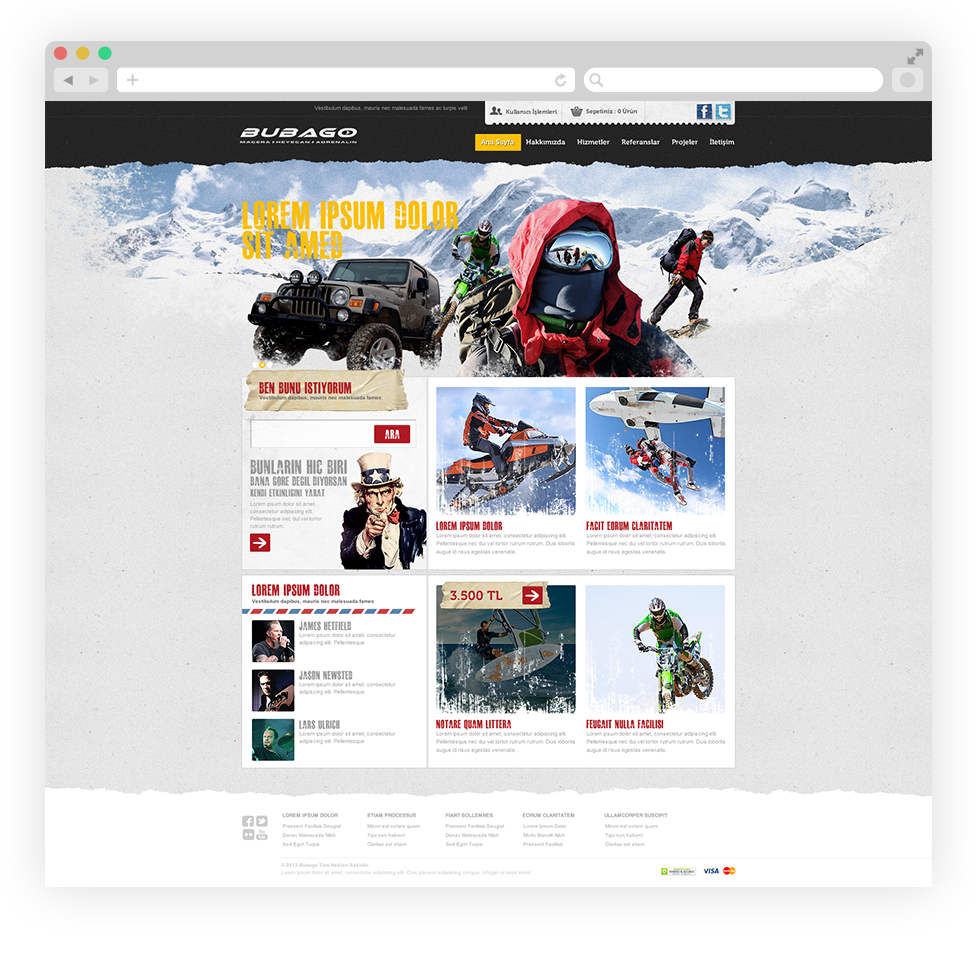 Vestibulum dapibus, mauris nec malesuada fames ac turpis velit
Kullanıcı İşlemleri
Sepetiniz : 0 Ürün
BUBAGO
MACERA HEYECAN ADRENALIN
Ana Sayfa
Hakkımızda
Hizmetler
Referanslar
Projeler
İletişim
LOREM IPSUM DOLOR
SIT AMED
BEN BUNU ISTIYORUM
Vestibulum dapibus, mauris nec malesuada fames
ARA
BUNLARIN HIC BIRI
BANA GORE DEGIL DIYORSAN
KENDI ETKINLIGINI YARAT
Lorem ipsum dolor sit amet,
consectetur adipiscing elit.
Pellentesque nec dui vel tortor
rutrum rutrum.
LOREM IPSUM DOLOR
Lorem ipsum dolor sit amet, consectetur adipiscing elit.
Pellentesque nec dui vel tortor rutrum rutrum. Duis lobortis
augue id risus egestas venenatis.
FACIT EORUM CLARITATEM
Lorem ipsum dolor sit amet, consectetur adipiscing elit.
Pellentesque nec dui vel tortor rutrum rutrum. Duis lobortis
augue id risus egestas venenatis.
LOREM IPSUM DOLOR
Vestibulum dapibus, mauris nec malesuada fames
JAMES HETFIELD
Lorem ipsum dolor sit amet, consectetur
adipiscing elit. Pellentesque
JASON NEWSTED
Lorem ipsum dolor sit amet, consectetur
adipiscing elit. Pellentesque
LARS ULRICH
Lorem ipsum dolor sit amet, consectetur
adipiscing elit. Pellentesque
3.500 TL
NOTARE QUAM LITTERA
Lorem ipsum dolor sit amet, consectetur adipiscing elit.
Pellentesque nec dui vel tortor rutrum rutrum. Duis lobortis
augue id risus egestas venenatis.
FEUGAIT NULLA FACILISI
Lorem ipsum dolor sit amet, consectetur adipiscing elit.
Pellentesque nec dui vel tortor rutrum rutrum. Duis lobortis
augue id risus egestas venenatis.
LOREM IPSUM DOLOR
Praesent Facilisis Seugiat
Donec Malesuada Nibh
Sed Eget Turpis
ETIAM PROCESSUS
Mirum est notare quam
Typi non habent
Claritas est etiam
FIANT SOLLEMNES
Praesent Facilisis Seugiat
Donec Malesuada Nibh
Sed Eget Turpis
EORUM CLARITATEM
Lorem Ipsum Dolor
Morbi Blandit Nibh
Praesent Facilisis
ULLAMCORPER SUSCIPIT
Mirum est notare quam
Typi non habent
Claritas est etiam
© 2012 Bubago Tüm Hakları Saklıdır.
Lorem ipsum dolor sit amet, consectetur adipiscing elit. Cras placerat adipiscing congue. Integer ut risus lorem.
VISA